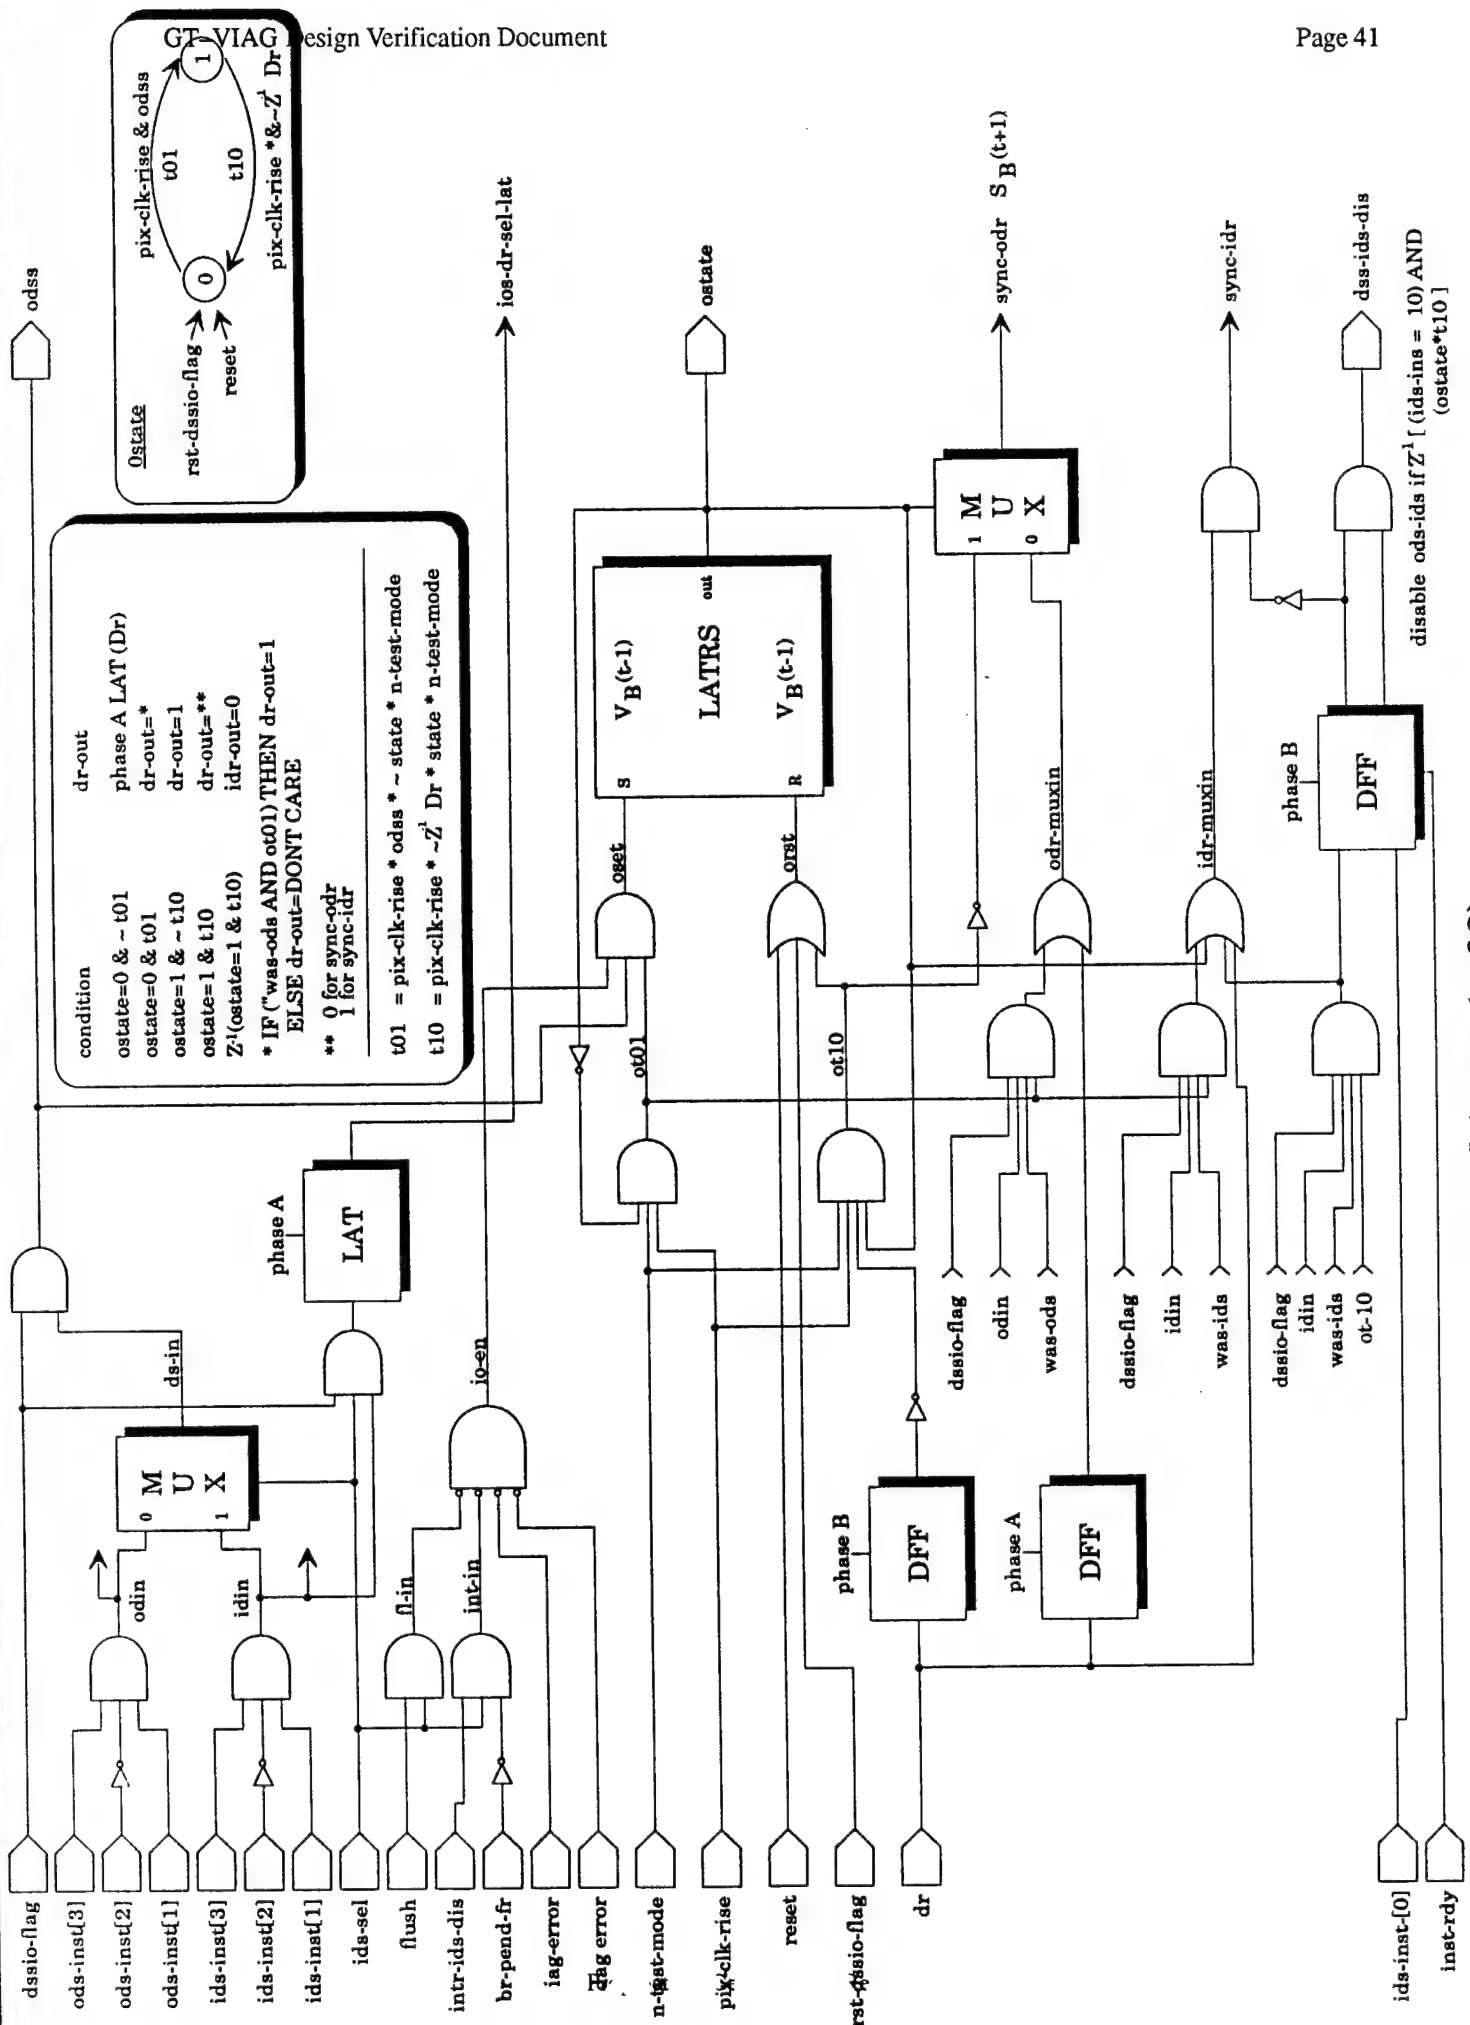 GT-VIAG Design Verification Document
Page 41
dssio-flag
ods-inst[3]
ods-inst[2]
ods-inst[1]
ids-inst[3]
ids-inst[2]
ids-inst[1]
ids-sel
flush
intr-ids-dis
br-pend-fr
iag-error
error
n-test-mode
pix-clk-rise
reset
rst-dssio-flag
dr
ids-inst-[0]
inst-rdy
odin
idin
0
M
U
X
1
ds-in
phase A
LAT
fl-in
int-in
io-en
odss
ios-dr-sel-lat
condition dr-out
ostate=0 & ~ t01 phase A LAT (Dr)
ostate=0 & t01 dr-out=*
ostate=1 & ~ t10 dr-out=1
ostate=1 & t10 dr-out=**
Z-1(ostate=1 & t10) idr-out=0
* IF ("was-ods AND ot01) THEN dr-out=1
ELSE dr-out=DONT CARE
** 0 for sync-odr
1 for sync-idr
t01 = pix-clk-rise * odss * ~ state * n-test-mode
t10 = pix-clk-rise * ~Z1 Dr * state * n-test-mode
Ostate
rst-dssio-flag
reset
0
1
pix-clk-rise & odss
t01
t10
pix-clk-rise *&~Z1 Dr
ot01
ot10
oset
orst
S
R
VB(t-1)
LATRS
VB(t-1)
out
ostate
phase B
DFF
phase A
DFF
dssio-flag
odin
was-ods
dssio-flag
idin
was-ids
dssio-flag
idin
was-ids
ot-10
odr-muxin
idr-muxin
1
M
U
X
0
sync-odr SB(t+1)
sync-idr
phase B
DFF
dss-ids-dis
disable ods-ids if Z1 [ (ids-ins = 10) AND
(ostate*t10 ]